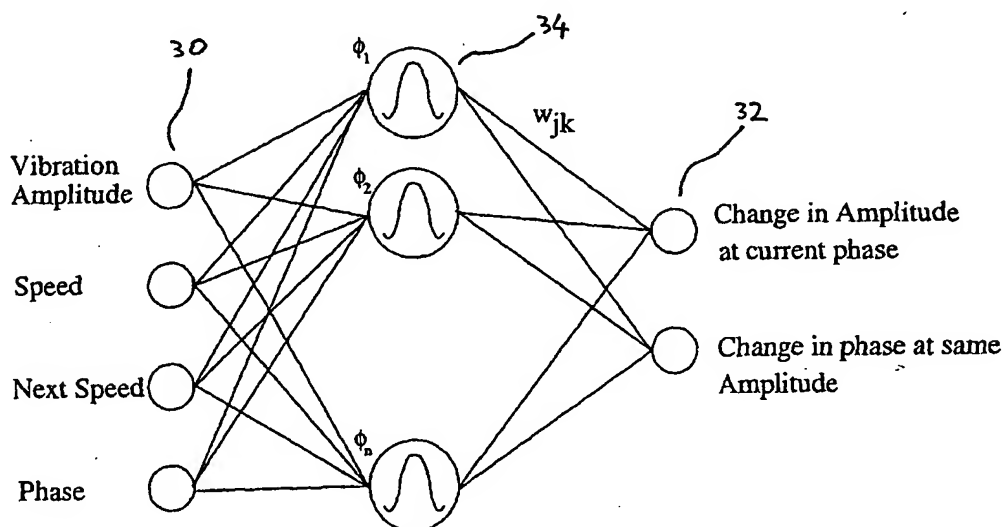 30
ϕ1
34
wjk
32
Vibration
Amplitude
ϕ2
Change in Amplitude
at current phase
Speed
Next Speed
Change in phase at same
Amplitude
ϕn
Phase